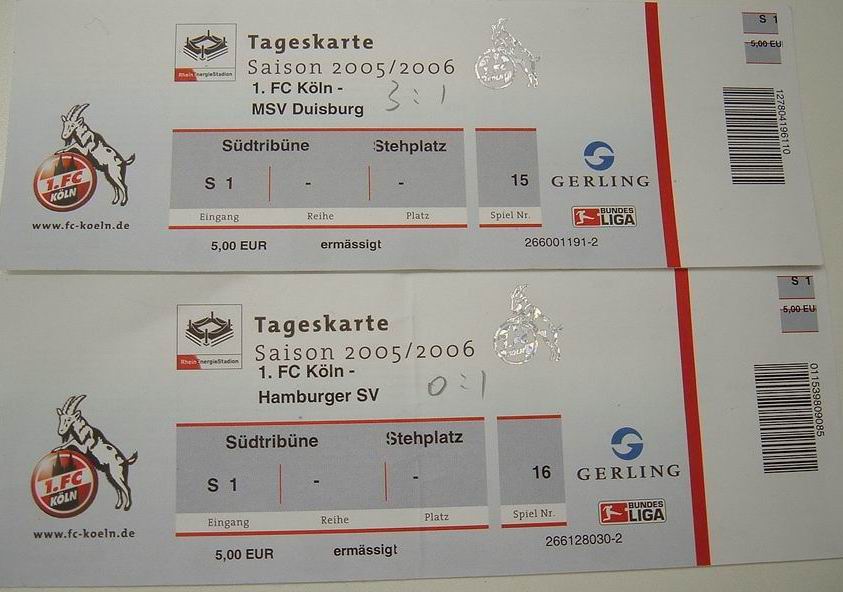 Tageskarte
Saison 2005/2006
1. FC Köln -
MSV Duisburg 3:1
RheinEnergieStadion
1.FC
KÖLN
www.fc-koeln.de
Südtribüne Stehplatz
S 1 - - 15
Eingang Reihe Platz Spiel Nr.
5,00 EUR ermässigt
GERLING
BUNDES
LIGA
266001191-2
S 1
5,00 EU
127804196110
Tageskarte
Saison 2005/2006
1. FC Köln -
Hamburger SV 0:1
RheinEnergieStadion
1.FC
KÖLN
www.fc-koeln.de
Südtribüne Stehplatz
S 1 - - 16
Eingang Reihe Platz Spiel Nr.
5,00 EUR ermässigt
GERLING
BUNDES
LIGA
266128030-2
S 1
5,00 EU
011539809085